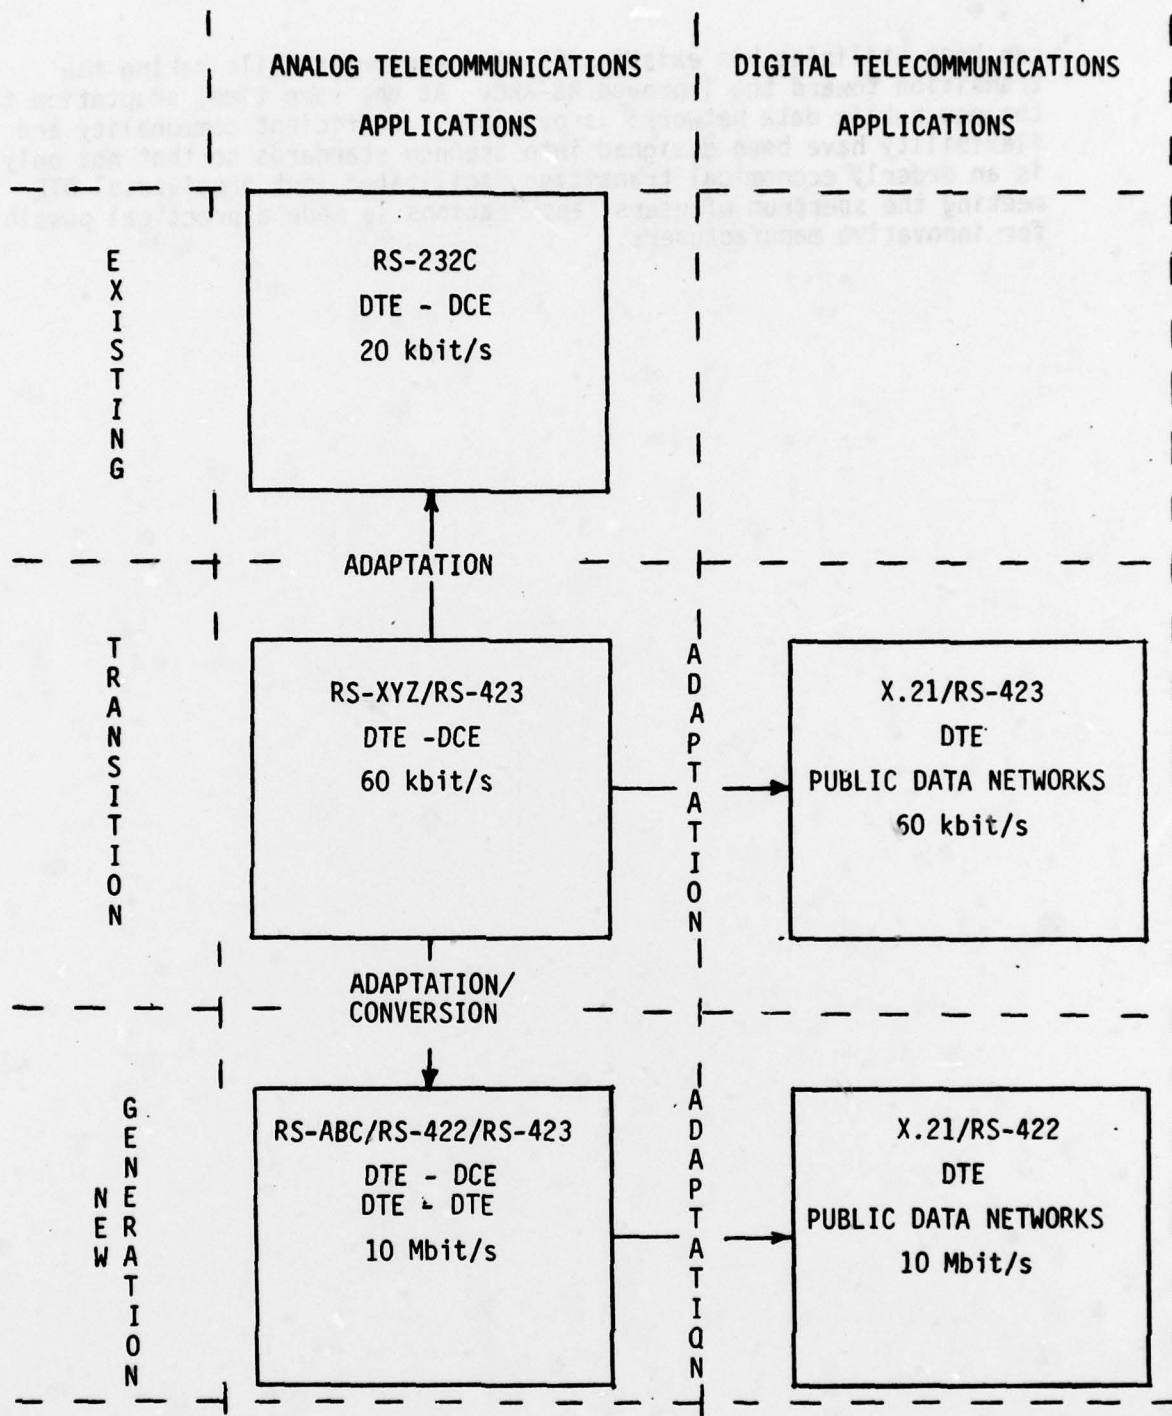 ANALOG TELECOMMUNICATIONS
APPLICATIONS
DIGITAL TELECOMMUNICATIONS
APPLICATIONS
EXISTING
RS-232C
DTE - DCE
20 kbit/s
ADAPTATION
TRANSITION
RS-XYZ/RS-423
DTE -DCE
60 kbit/s
ADAPTATION
X.21/RS-423
DTE
PUBLIC DATA NETWORKS
60 kbit/s
ADAPTATION/
CONVERSION
NEW
GENERATION
RS-ABC/RS-422/RS-423
DTE - DCE
DTE - DTE
10 Mbit/s
ADAPTATION
X.21/RS-422
DTE
PUBLIC DATA NETWORKS
10 Mbit/s